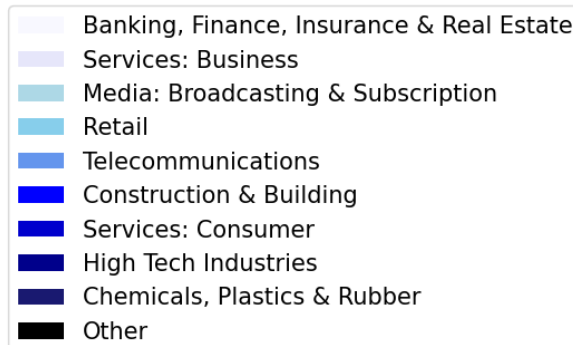 Banking, Finance, Insurance & Real Estate
Services: Business
Media: Broadcasting & Subscription
Retail
Telecommunications
Construction & Building
Services: Consumer
High Tech Industries
Chemicals, Plastics & Rubber
Other